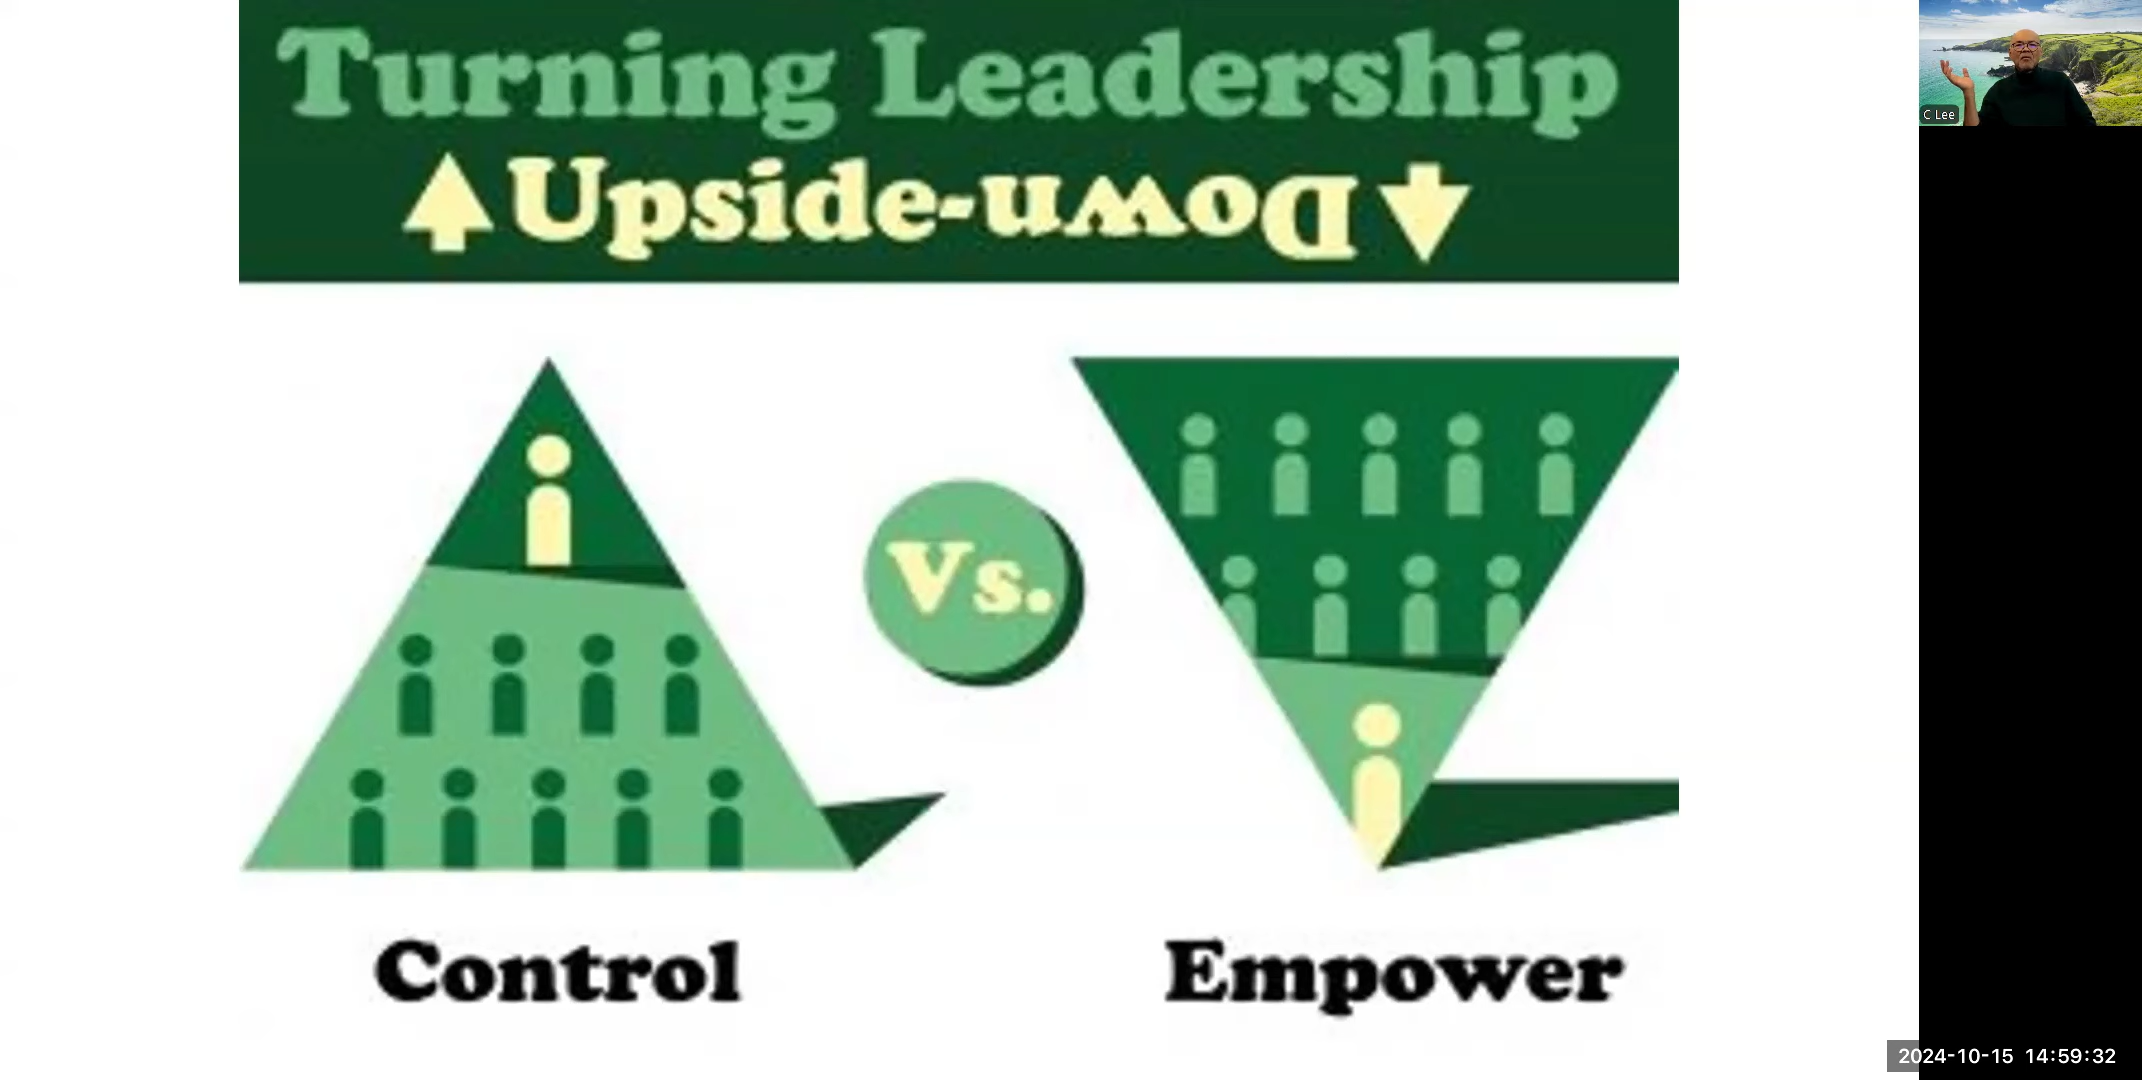 Turning Leadership
Upside-Down
Vs.
Control
Empower
C Lee
2024-10-15 14:59:32